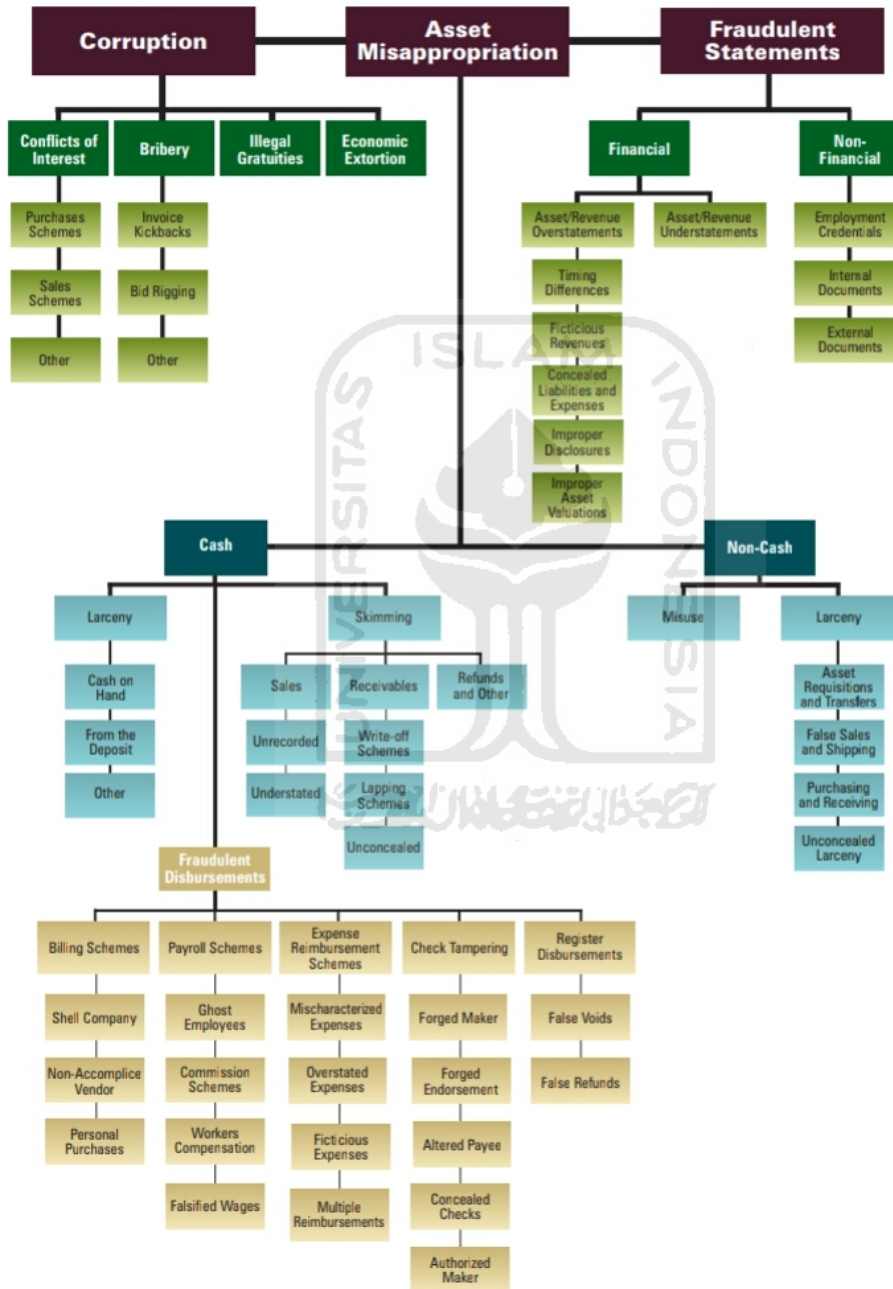 Corruption
Asset
Misappropriation
Fraudulent
Statements
Conflicts of
Interest
Bribery
Illegal
Gratuities
Economic
Extortion
Financial
Non-
Financial
Purchases
Schemes
Sales
Schemes
Other
Invoice
Kickbacks
Bid Rigging
Other
Asset/Revenue
Overstatements
Asset/Revenue
Understatements
Timing
Differences
Ficticious
Revenues
Concealed
Liabilities and
Expenses
Improper
Disclosures
Improper
Asset
Valuations
Employment
Credentials
Internal
Documents
External
Documents
UNIVERSITAS
ISLAM
INDONESIA
Cash
Non-Cash
Larceny
Cash on
Hand
From the
Deposit
Other
Skimming
Sales
Unrecorded
Understated
Receivables
Write-off
Schemes
Lapping
Schemes
Unconcealed
Refunds
and Other
Misuse
Larceny
Asset
Requisitions
and Transfers
False Sales
and Shipping
Purchasing
and Receiving
Unconcealed
Larceny
Fraudulent
Disbursements
Billing Schemes
Shell Company
Non-Accomplice
Vendor
Personal
Purchases
Payroll Schemes
Ghost
Employees
Commission
Schemes
Workers
Compensation
Falsified Wages
Expense
Reimbursement
Schemes
Mischaracterized
Expenses
Overstated
Expenses
Ficticious
Expenses
Multiple
Reimbursements
Check Tampering
Forged Maker
Forged
Endorsement
Altered Payee
Concealed
Checks
Authorized
Maker
Register
Disbursements
False Voids
False Refunds